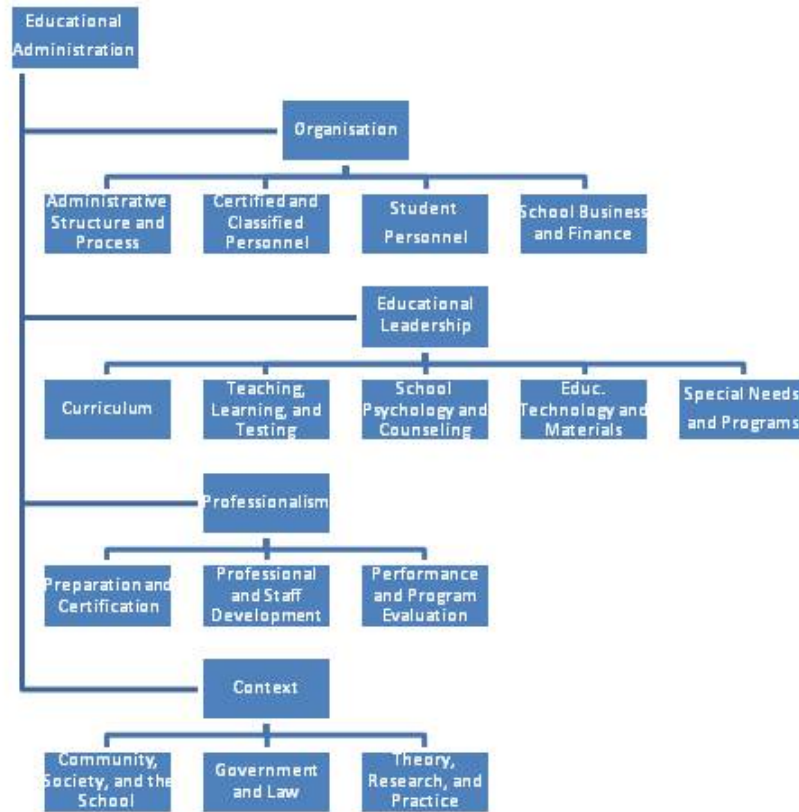 Educational
Administration
Organisation
Administrative
Structure and
Process
Certified and
Classified
Personnel
Student
Personnel
School Business
and Finance
Educational
Leadership
Curriculum
Teaching,
Learning, and
Testing
School
Psychology and
Counseling
Educ.
Technology and
Materials
Special Needs
and Programs
Professionalism
Preparation and
Certification
Professional
and Staff
Development
Performance
and Program
Evaluation
Context
Community,
Society, and the
School
Government
and Law
Theory,
Research, and
Practice